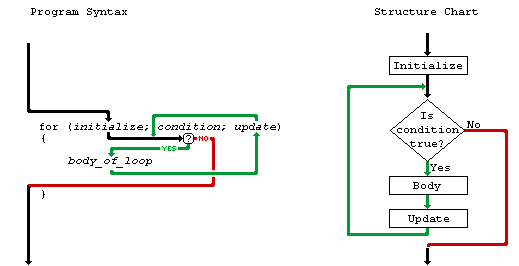 Program Syntax
for (initialize; condition; update)
{
?
NO
YES
body_of_loop
}
Structure Chart
Initialize
Is
condition
true?
No
Yes
Body
Update